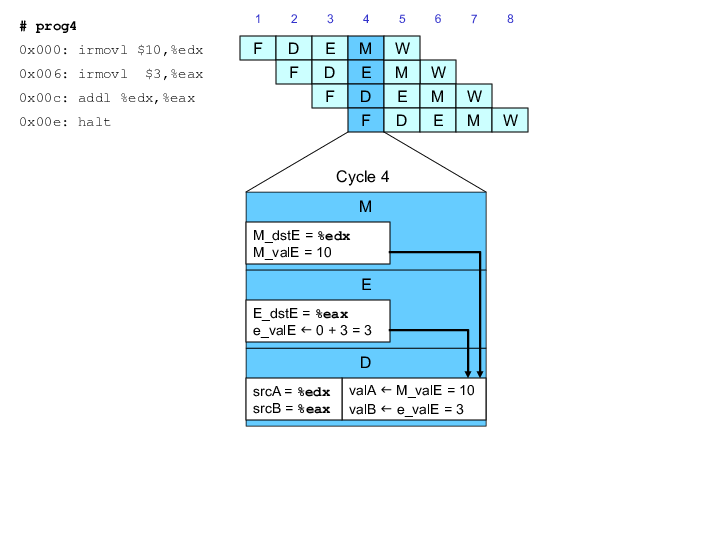 # prog4
1 2 3 4 5 6 7 8
0x000: irmovl $10,%edx F D E M W
0x006: irmovl  $3,%eax F D E M W
0x00c: addl %edx,%eax F D E M W
0x00e: halt F D E M W
Cycle 4
M
M_dstE = %edx
M_valE = 10
E
E_dstE = %eax
e_valE ← 0 + 3 = 3
D
srcA = %edx valA ← M_valE = 10
srcB = %eax valB ← e_valE = 3